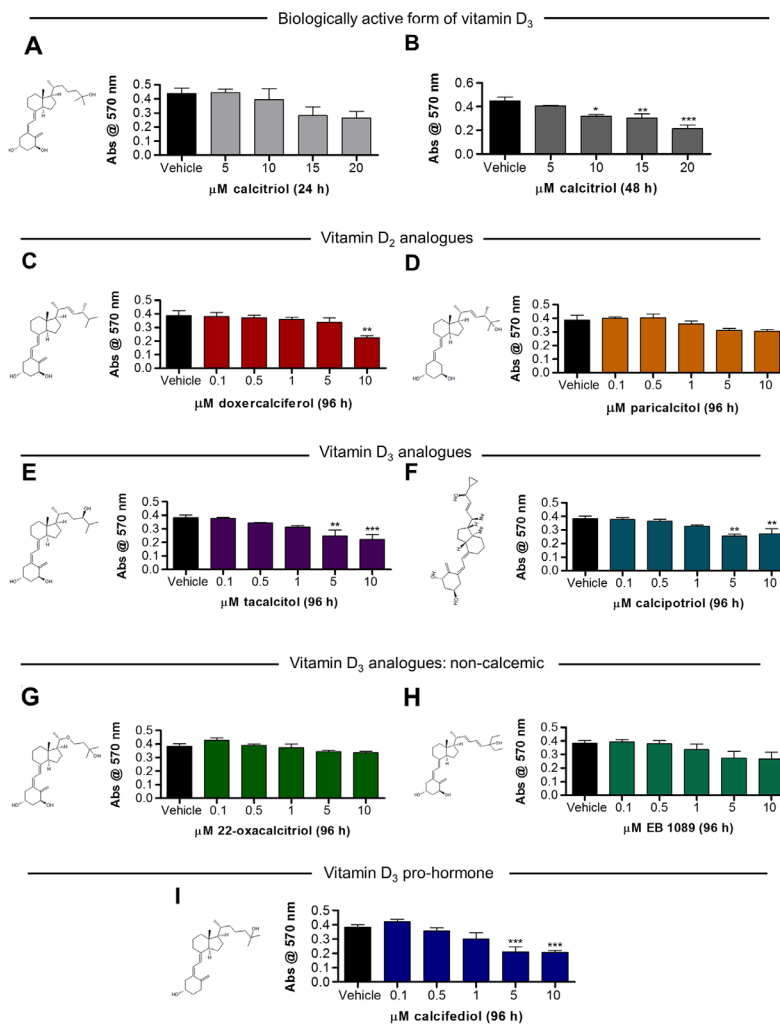 Biologically active form of vitamin D3
A
B
Abs @ 570 nm
0.5
0.4
0.3
0.2
0.1
0.0
Vehicle 5 10 15 20
μM calcitriol (24 h)
Abs @ 570 nm
0.6
0.4
0.2
0.0
* ** ***
Vehicle 5 10 15 20
μM calcitriol (48 h)
Vitamin D2 analogues
C
D
Abs @ 570 nm
0.5
0.4
0.3
0.2
0.1
0.0
**
Vehicle 0.1 0.5 1 5 10
μM doxercalciferol (96 h)
Abs @ 570 nm
0.5
0.4
0.3
0.2
0.1
0.0
Vehicle 0.1 0.5 1 5 10
μM paricalcitol (96 h)
Vitamin D3 analogues
E
F
Abs @ 570 nm
0.5
0.4
0.3
0.2
0.1
0.0
** ***
Vehicle 0.1 0.5 1 5 10
μM tacalcitol (96 h)
Abs @ 570 nm
0.5
0.4
0.3
0.2
0.1
0.0
** **
Vehicle 0.1 0.5 1 5 10
μM calcipotriol (96 h)
Vitamin D3 analogues: non-calcemic
G
H
Abs @ 570 nm
0.5
0.4
0.3
0.2
0.1
0.0
Vehicle 0.1 0.5 1 5 10
μM 22-oxacalcitriol (96 h)
Abs @ 570 nm
0.5
0.4
0.3
0.2
0.1
0.0
Vehicle 0.1 0.5 1 5 10
μM EB 1089 (96 h)
Vitamin D3 pro-hormone
I
Abs @ 570 nm
0.5
0.4
0.3
0.2
0.1
0.0
*** ***
Vehicle 0.1 0.5 1 5 10
μM calcifediol (96 h)